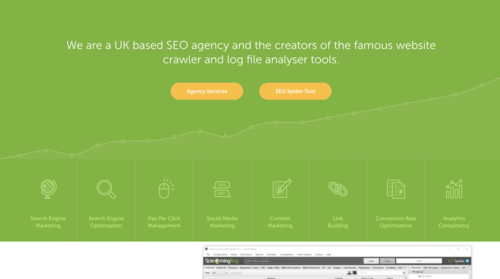 We are a UK based SEO agency and the creators of the famous website
crawler and log file analyser tools.
Agency Services
SEO Spider Tool
Search Engine
Marketing
Search Engine
Optimisation
Pay Per Click
Management
Social Media
Marketing
Content
Marketing
Link
Building
Conversion Rate
Optimisation
Analytics
Consultancy